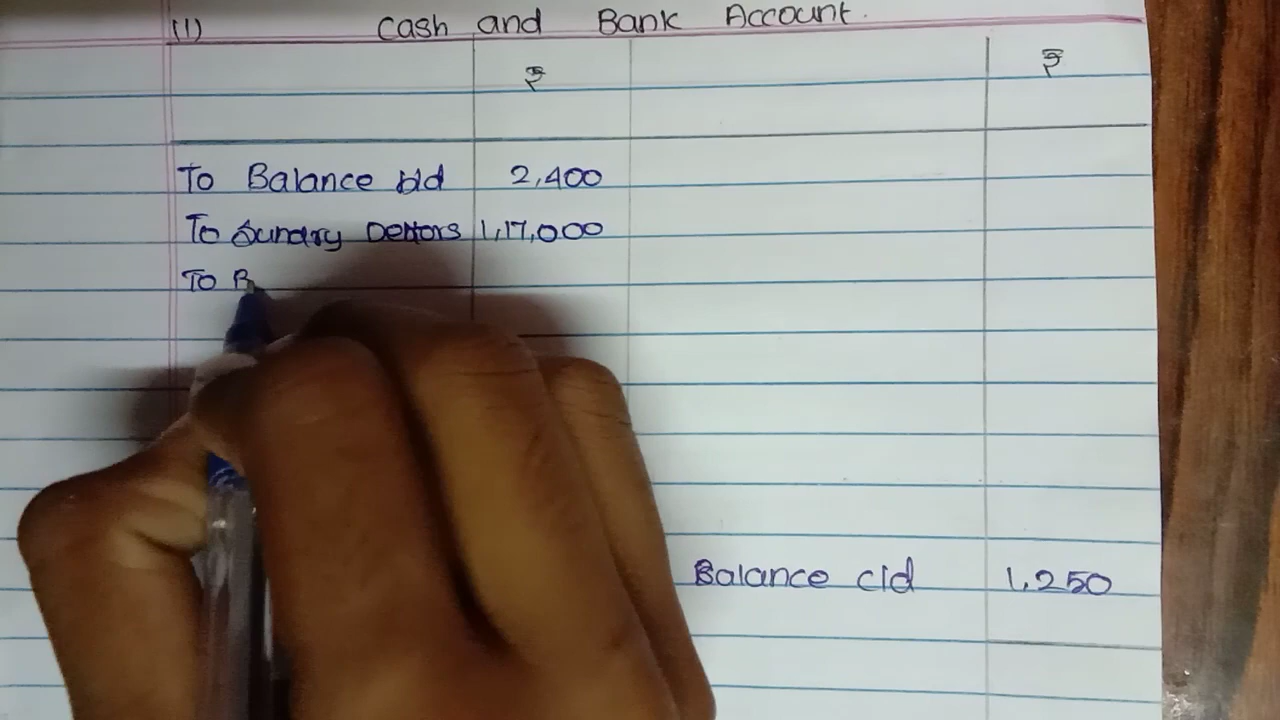 (1) Cash and Bank Account.
₹ ₹
To Balance b/d 2,400
To Sundry Debtors 1,17,000
To B
Balance c/d 1,250